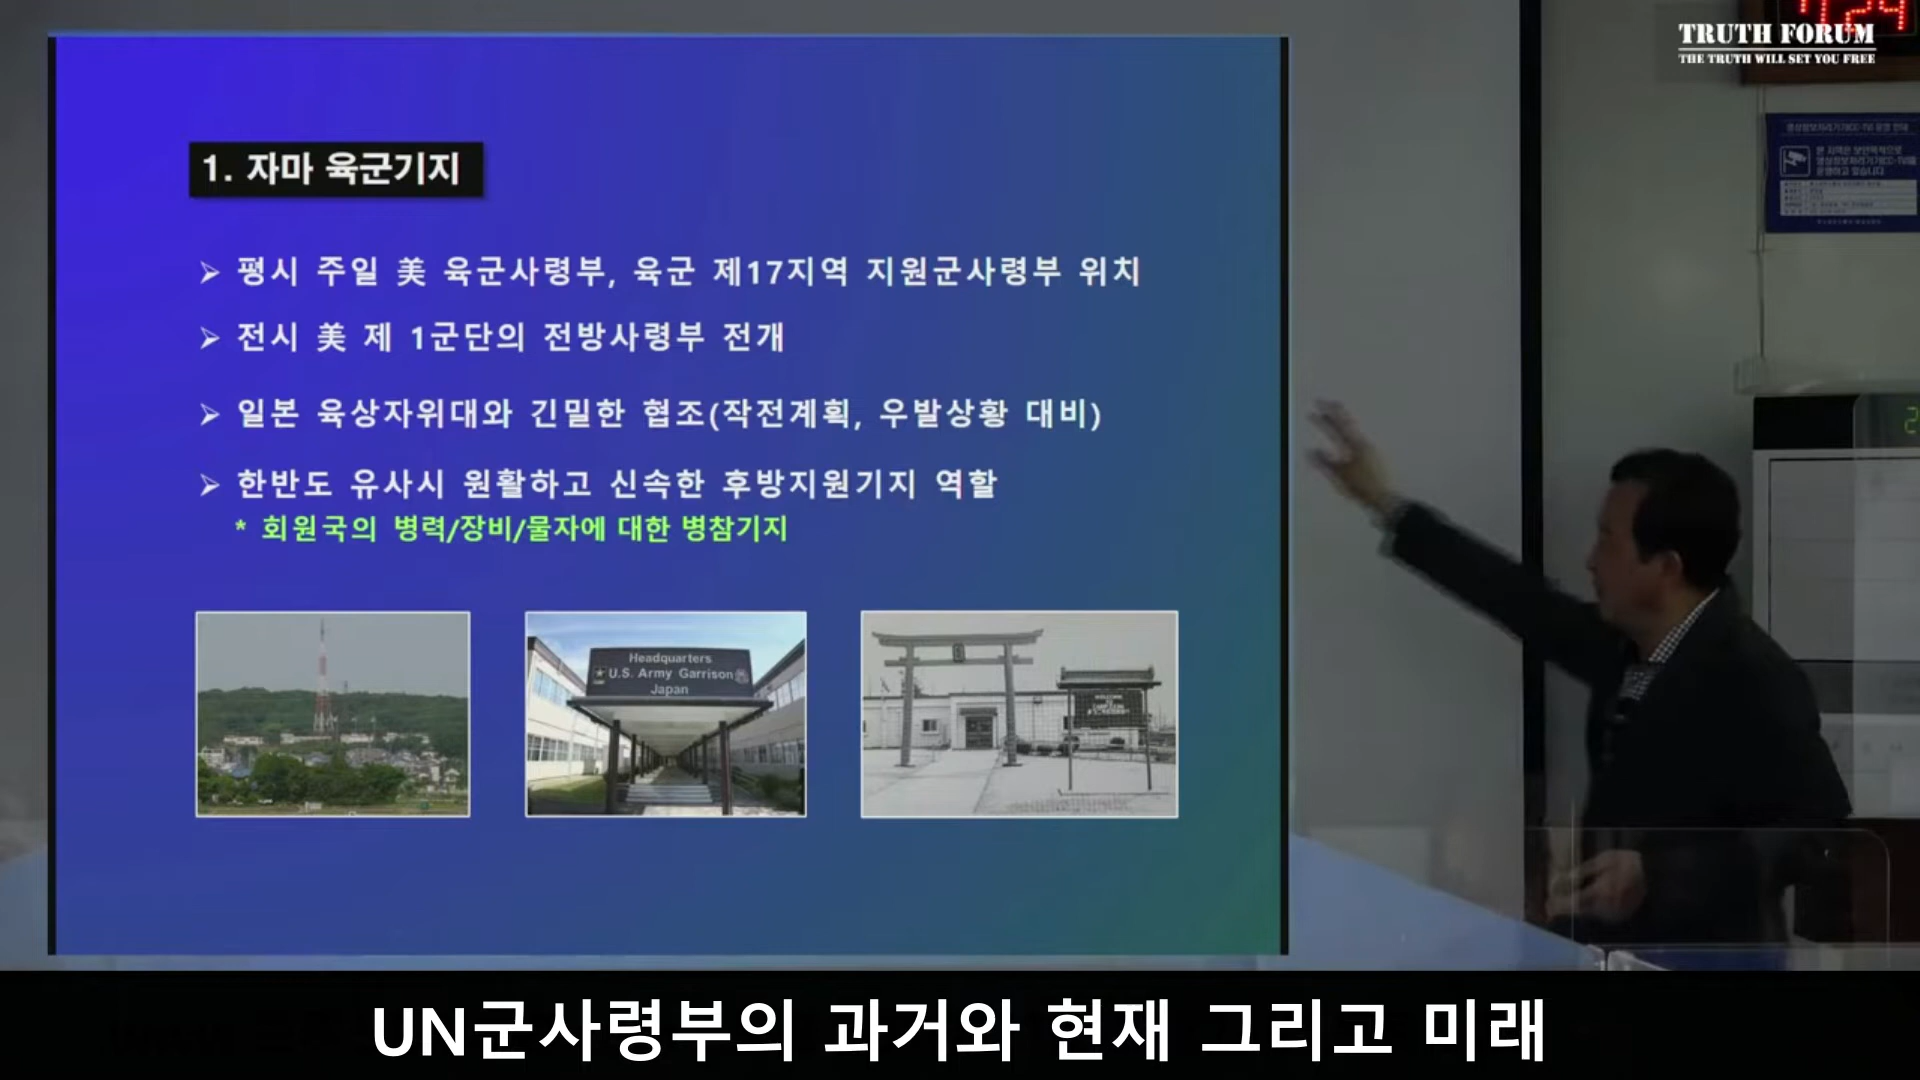 TRUTH FORUM
THE TRUTH WILL SET YOU FREE
1. 자마 육군기지
➢ 평시 주일 美 육군사령부, 육군 제17지역 지원군사령부 위치
➢ 전시 美 제 1군단의 전방사령부 전개
➢ 일본 육상자위대와 긴밀한 협조(작전계획, 우발상황 대비)
➢ 한반도 유사시 원활하고 신속한 후방지원기지 역할
* 회원국의 병력/장비/물자에 대한 병참기지
Headquarters
U.S. Army Garrison
Japan
WELCOME
UN군사령부의 과거와 현재 그리고 미래